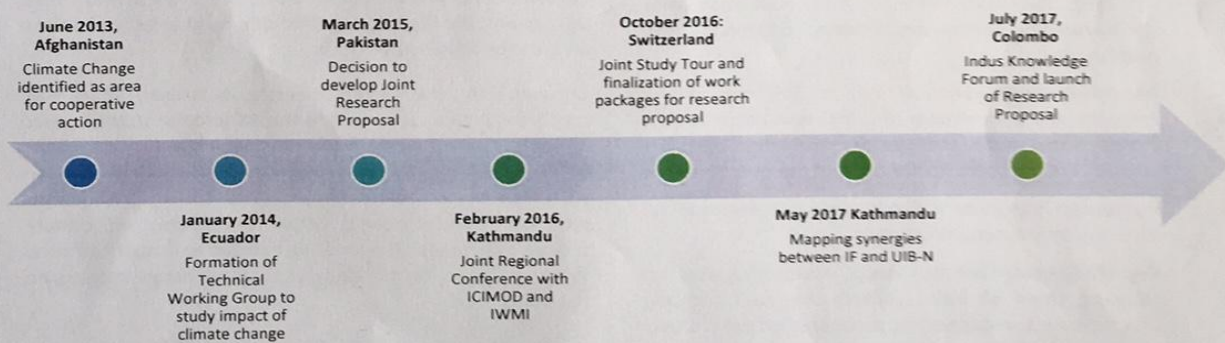 June 2013,
Afghanistan
Climate Change
identified as area
for cooperative
action
January 2014,
Ecuador
Formation of
Technical
Working Group to
study impact of
climate change
March 2015,
Pakistan
Decision to
develop Joint
Research
Proposal
February 2016,
Kathmandu
Joint Regional
Conference with
ICIMOD and
IWMI
October 2016:
Switzerland
Joint Study Tour and
finalization of work
packages for research
proposal
May 2017 Kathmandu
Mapping synergies
between IF and UIB-N
July 2017,
Colombo
Indus Knowledge
Forum and launch
of Research
Proposal